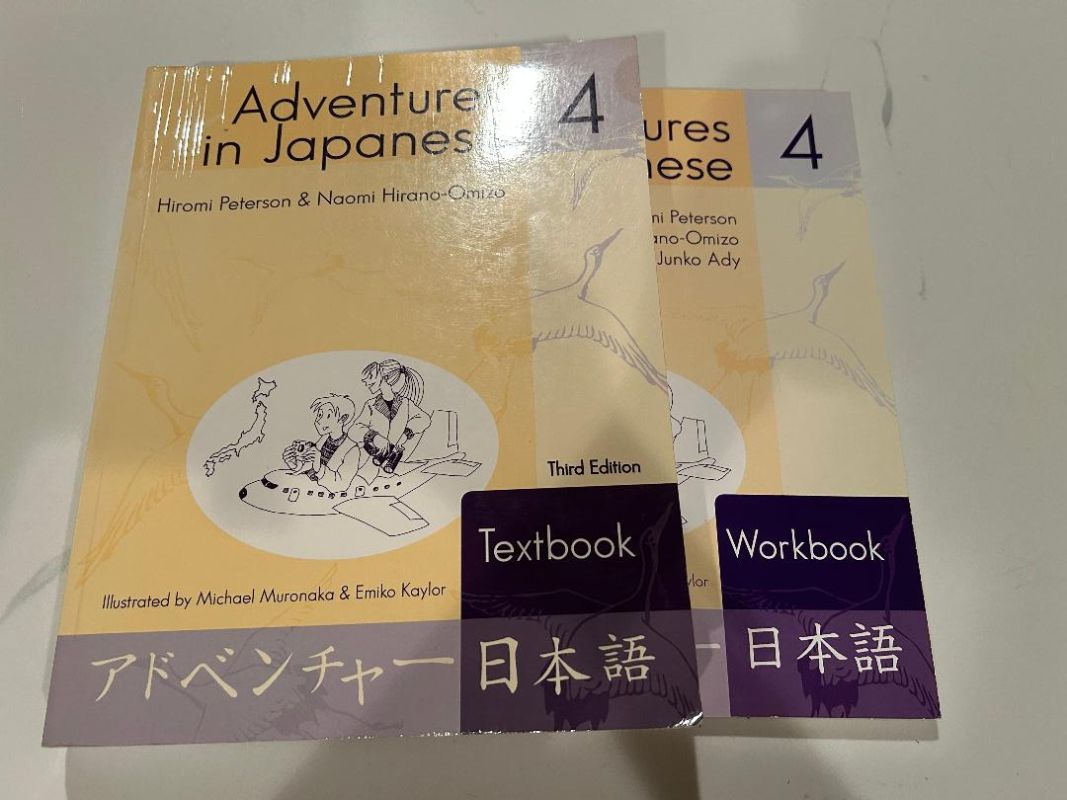 Adventure
in Japanes
4
Hiromi Peterson & Naomi Hirano-Omizo
Third Edition
Textbook
Illustrated by Michael Muronaka & Emiko Kaylor
アドベンチャー日本語
ures
nese
4
mi Peterson
ano-Omizo
Junko Ady
Workbook
ylor
ー日本語